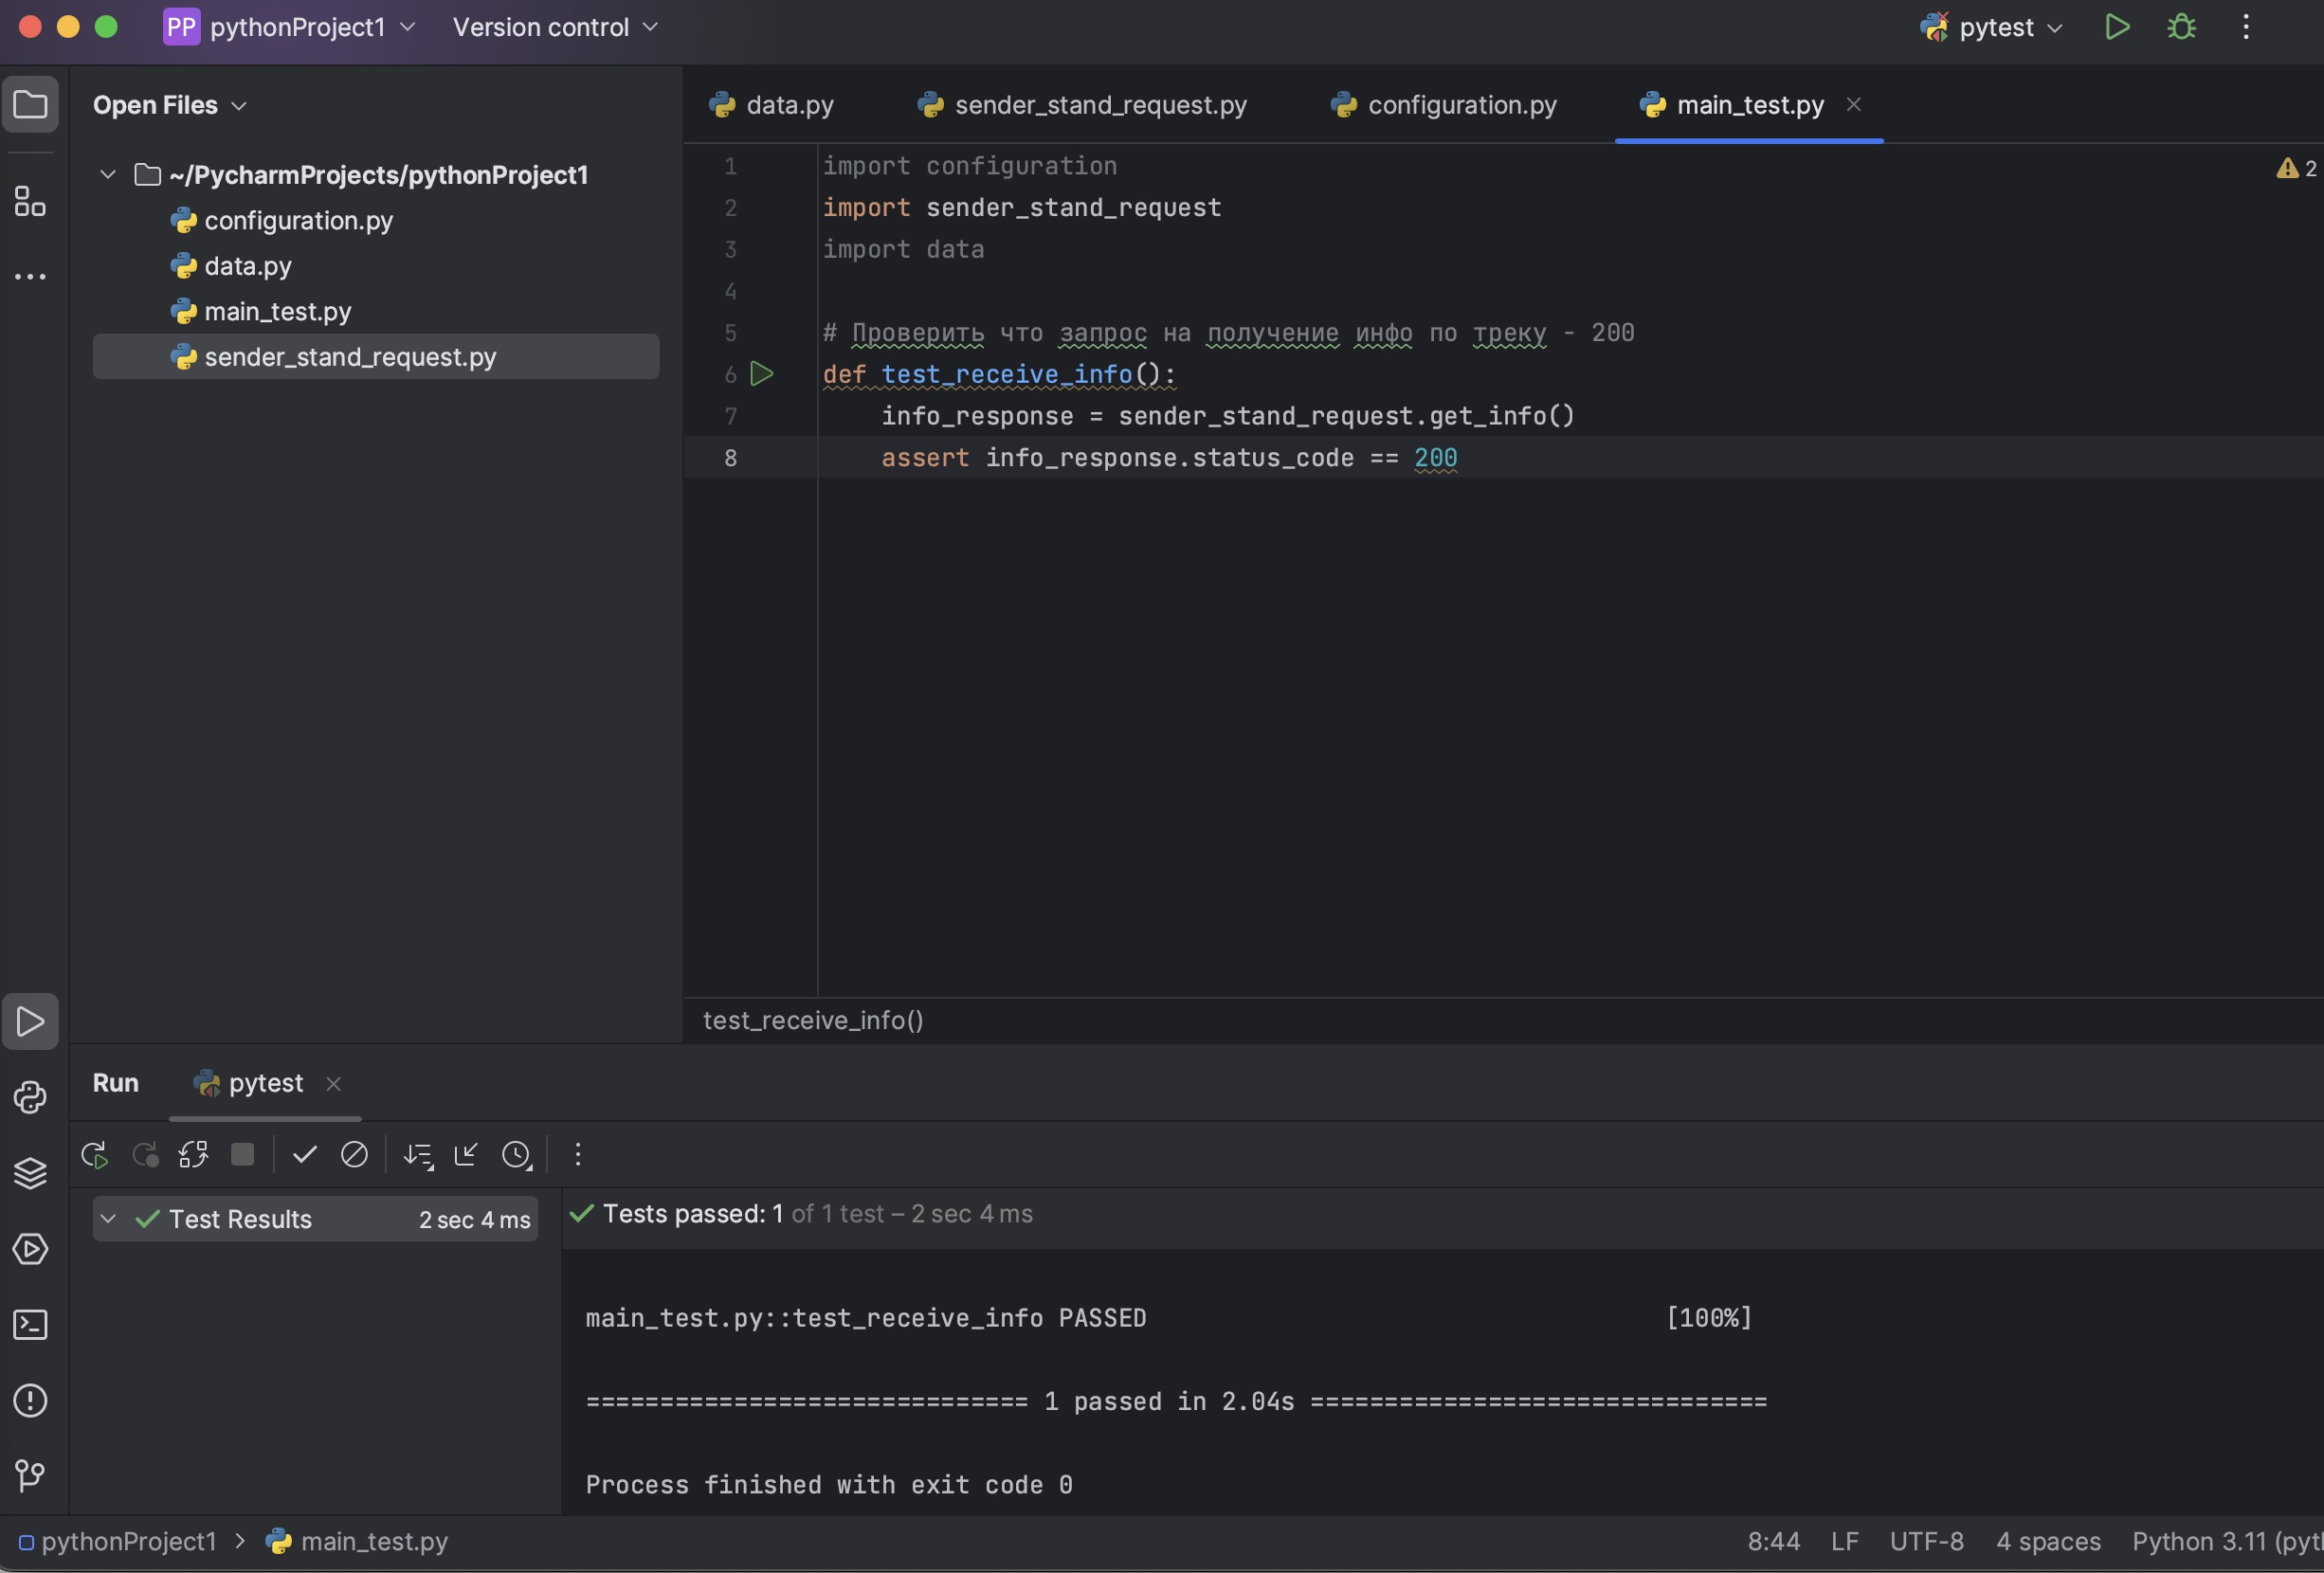 PP pythonProject1 Version control pytest
Open Files
~/PycharmProjects/pythonProject1
configuration.py
data.py
main_test.py
sender_stand_request.py
data.py sender_stand_request.py configuration.py main_test.py
2
1 import configuration
2 import sender_stand_request
3 import data
4
5 # Проверить что запрос на получение инфо по треку - 200
6 def test_receive_info():
7 info_response = sender_stand_request.get_info()
8 assert info_response.status_code == 200
test_receive_info()
Run pytest
Test Results 2 sec 4 ms
Tests passed: 1 of 1 test – 2 sec 4 ms
main_test.py::test_receive_info PASSED [100%]
============================== 1 passed in 2.04s ===============================
Process finished with exit code 0
pythonProject1 > main_test.py 8:44 LF UTF-8 4 spaces Python 3.11 (pyt